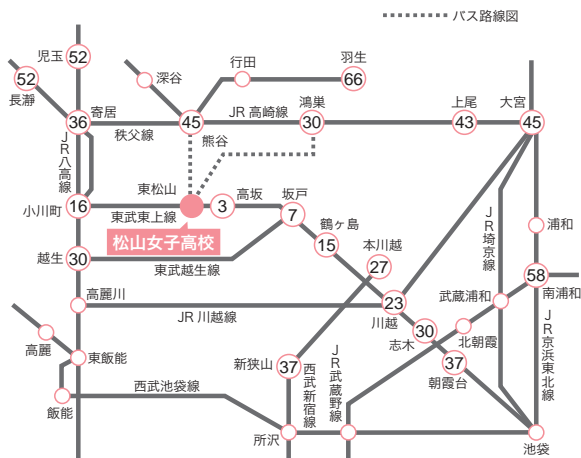 バス路線図
児玉
52
行田
羽生
66
深谷
52
長瀞
寄居
36
秩父線
45
熊谷
JR 高崎線
鴻巣
30
上尾
43
大宮
45
JR八高線
東松山
高坂
3
坂戸
7
小川町
16
東武東上線
松山女子高校
鶴ヶ島
15
本川越
27
越生
30
東武越生線
JR埼京線
浦和
58
南浦和
武蔵浦和
高麗川
JR 川越線
23
川越
30
志木
北朝霞
37
朝霞台
JR京浜東北線
高麗
東飯能
新狭山
37
西武新宿線
JR武蔵野線
西武池袋線
飯能
所沢
池袋